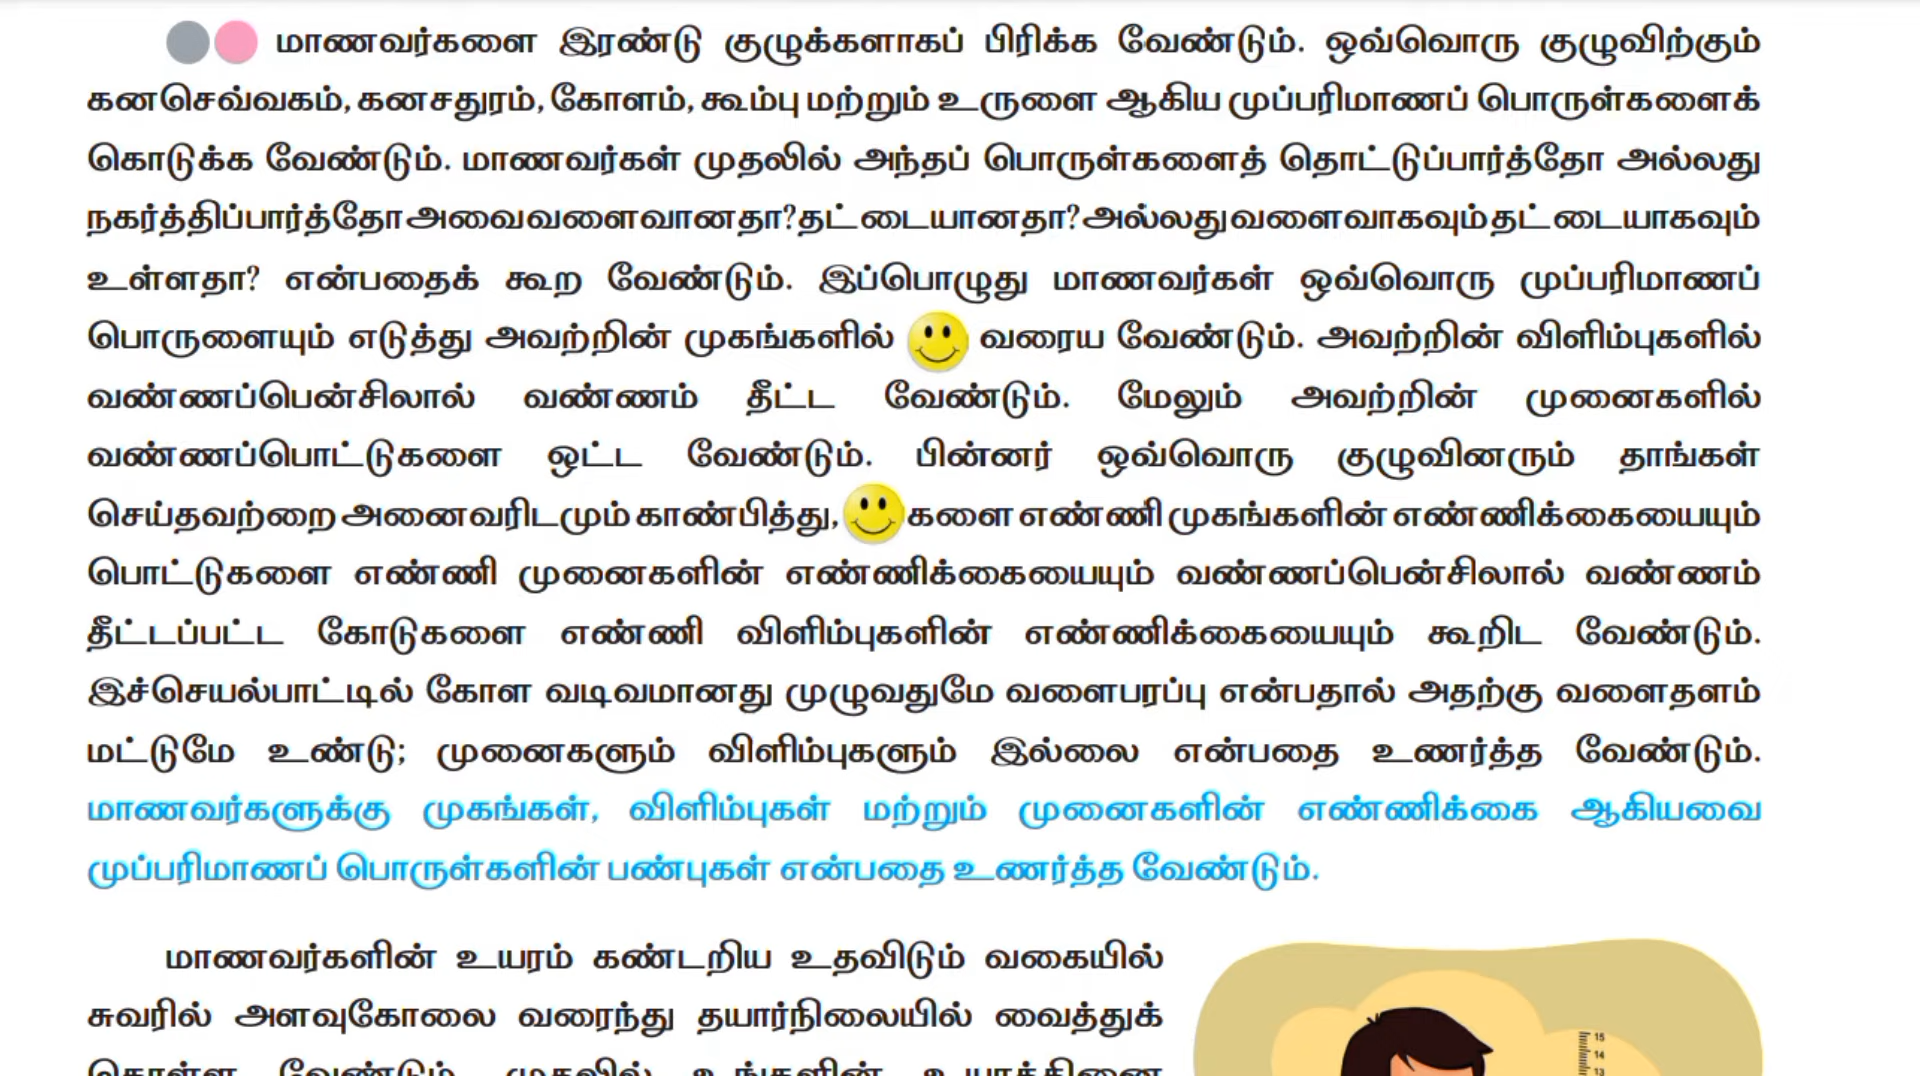 மாணவர்களை இரண்டு குழுக்களாகப் பிரிக்க வேண்டும். ஒவ்வொரு குழுவிற்கும்
கனசெவ்வகம், கனசதுரம், கோளம், கூம்பு மற்றும் உருளை ஆகிய முப்பரிமாணப் பொருள்களைக்
கொடுக்க வேண்டும். மாணவர்கள் முதலில் அந்தப் பொருள்களைத் தொட்டுப்பார்த்தோ அல்லது
நகர்த்திப்பார்த்தோ அவை வளைவானதா? தட்டையானதா? அல்லது வளைவாகவும் தட்டையாகவும்
உள்ளதா? என்பதைக் கூற வேண்டும். இப்பொழுது மாணவர்கள் ஒவ்வொரு முப்பரிமாணப்
பொருளையும் எடுத்து அவற்றின் முகங்களில் வரைய வேண்டும். அவற்றின் விளிம்புகளில்
வண்ணப்பென்சிலால் வண்ணம் தீட்ட வேண்டும். மேலும் அவற்றின் முனைகளில்
வண்ணப்பொட்டுகளை ஒட்ட வேண்டும். பின்னர் ஒவ்வொரு குழுவினரும் தாங்கள்
செய்தவற்றை அனைவரிடமும் காண்பித்து, களை எண்ணி முகங்களின் எண்ணிக்கையையும்
பொட்டுகளை எண்ணி முனைகளின் எண்ணிக்கையையும் வண்ணப்பென்சிலால் வண்ணம்
தீட்டப்பட்ட கோடுகளை எண்ணி விளிம்புகளின் எண்ணிக்கையையும் கூறிட வேண்டும்.
இச்செயல்பாட்டில் கோள வடிவமானது முழுவதுமே வளைபரப்பு என்பதால் அதற்கு வளைதளம்
மட்டுமே உண்டு; முனைகளும் விளிம்புகளும் இல்லை என்பதை உணர்த்த வேண்டும்.
மாணவர்களுக்கு முகங்கள், விளிம்புகள் மற்றும் முனைகளின் எண்ணிக்கை ஆகியவை
முப்பரிமாணப் பொருள்களின் பண்புகள் என்பதை உணர்த்த வேண்டும்.
மாணவர்களின் உயரம் கண்டறிய உதவிடும் வகையில்
சுவரில் அளவுகோலை வரைந்து தயார்நிலையில் வைத்துக்
கொள்ள வேண்டும். முதலில் உங்களின் உயரத்தினை
15
14
13